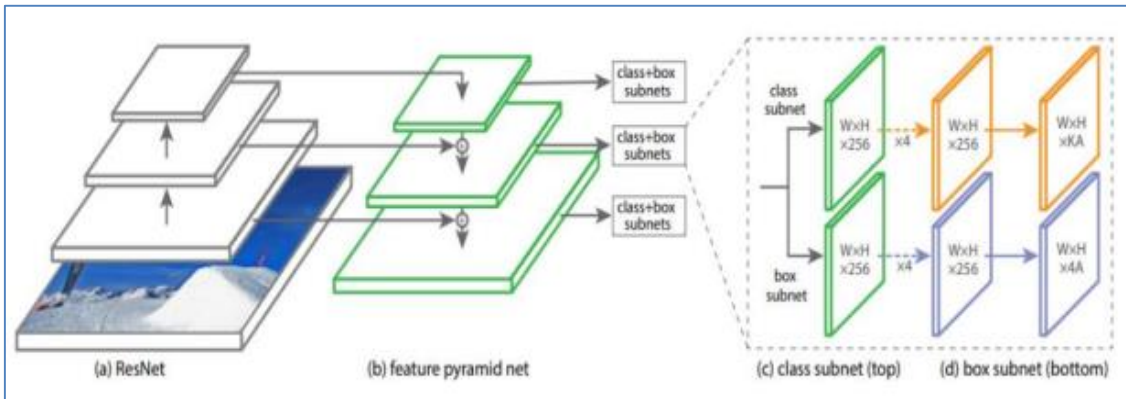 class+box
subnets
class+box
subnets
class+box
subnets
class
subnet
W×H
×256
×4
W×H
×256
W×H
×KA
box
subnet
W×H
×256
×4
W×H
×256
W×H
×4A
(a) ResNet
(b) feature pyramid net
(c) class subnet (top)
(d) box subnet (bottom)